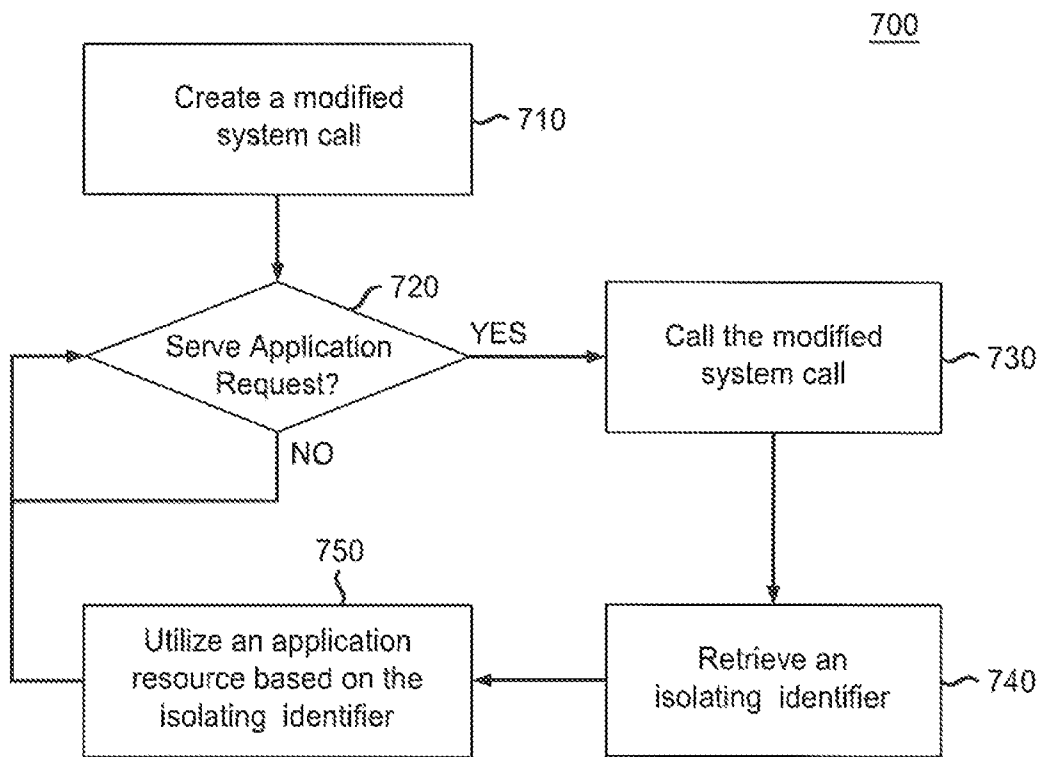 700
Create a modified
system call
710
720
Serve Application
Request?
YES
NO
Call the modified
system call
730
Retrieve an
isolating identifier
740
750
Utilize an application
resource based on the
isolating identifier